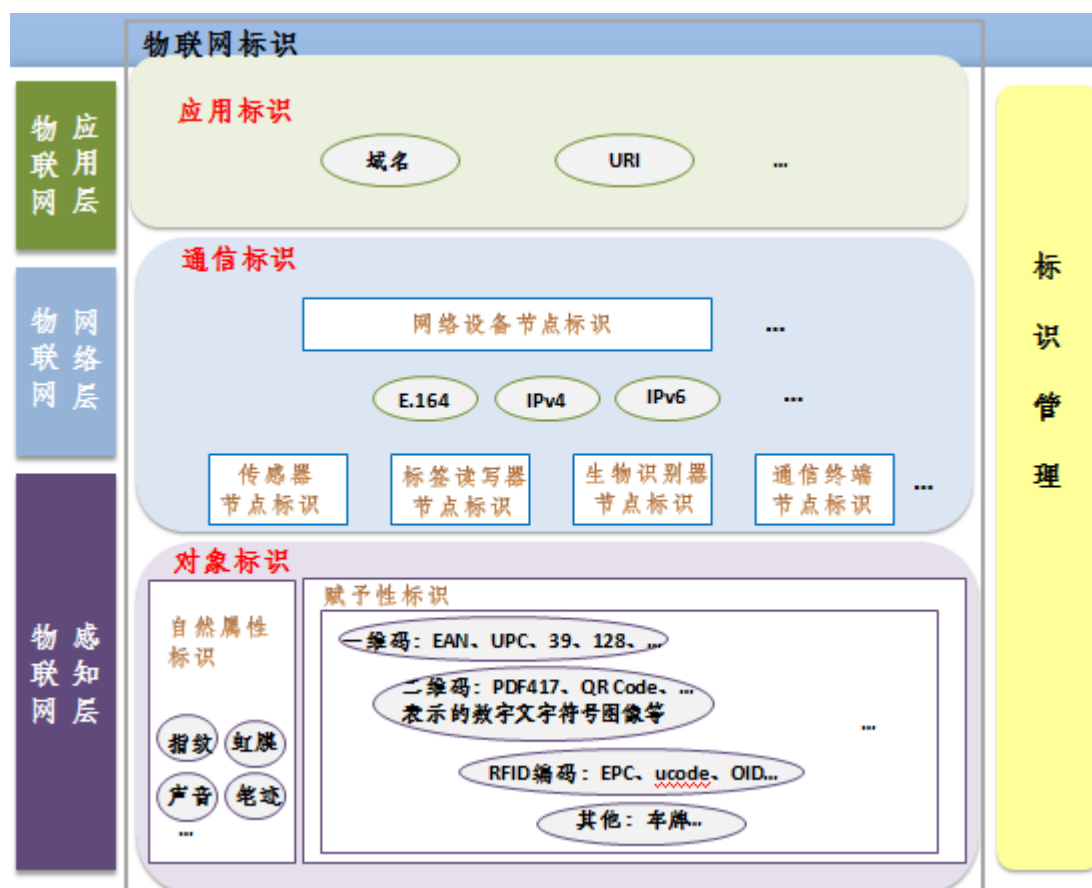 物联网标识
物联网
应用层
应用标识
域名
URI
...
物联网
网络层
通信标识
网络设备节点标识
...
E.164
IPv4
IPv6
...
传感器
节点标识
标签读写器
节点标识
生物识别器
节点标识
通信终端
节点标识
...
物联网
感知层
对象标识
自然属性
标识
指纹
虹膜
声音
笔迹
...
赋予性标识
一维码：EAN、UPC、39、128、...
二维码：PDF417、QR Code、...
表示的数字文字符号图像等
RFID编码：EPC、ucode、OID...
其他：车牌...
...
标识管理